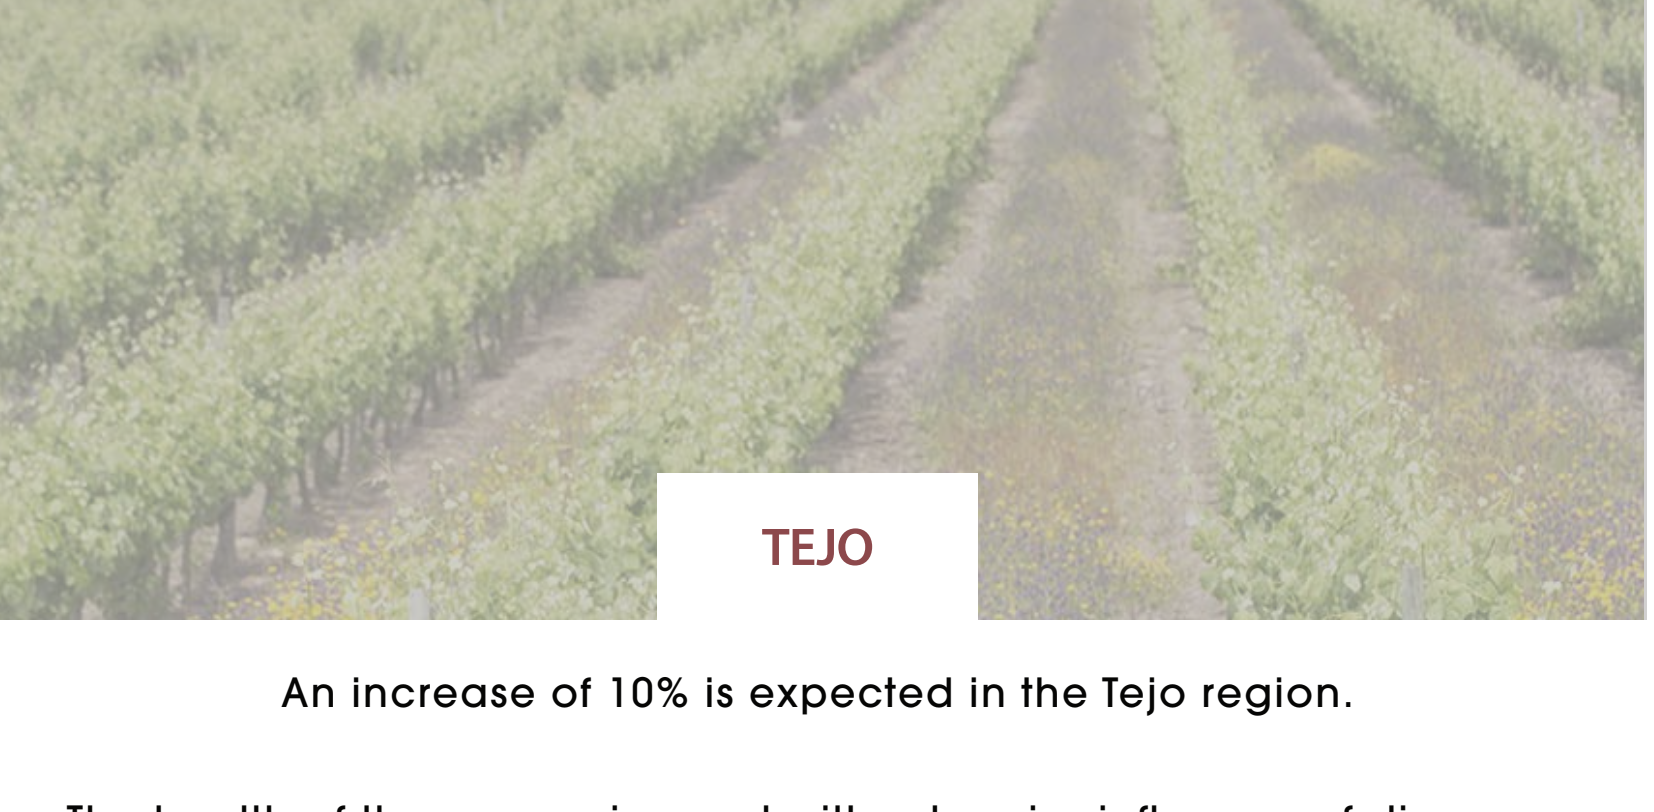 TEJO
An increase of 10% is expected in the Tejo region.